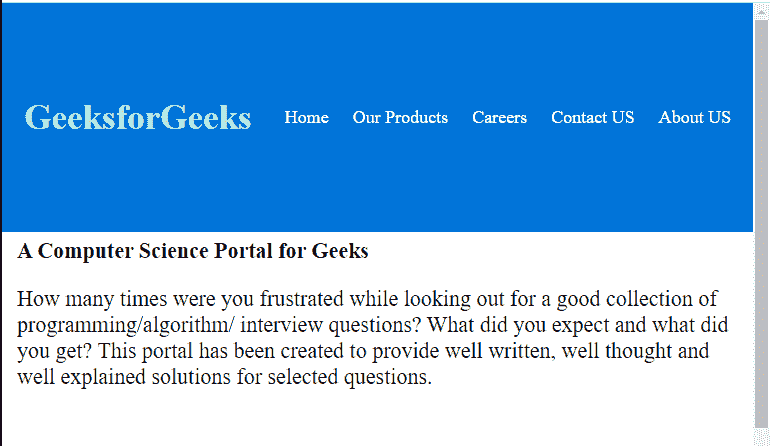 GeeksforGeeks Home Our Products Careers Contact US About US
A Computer Science Portal for Geeks
How many times were you frustrated while looking out for a good collection of
programming/algorithm/ interview questions? What did you expect and what did
you get? This portal has been created to provide well written, well thought and
well explained solutions for selected questions.